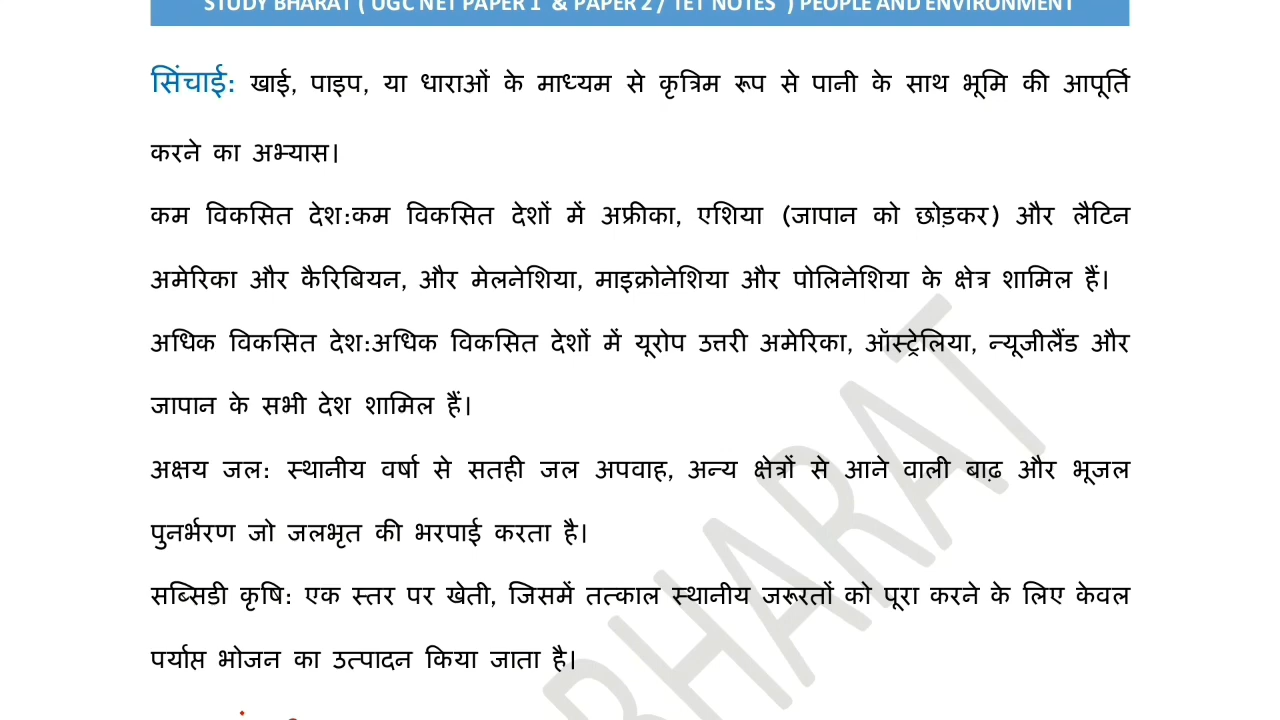 STUDY BHARAT ( UGC NET PAPER 1 & PAPER 2 / TET NOTES ) PEOPLE AND ENVIRONMENT
सिंचाई: खाई, पाइप, या धाराओं के माध्यम से कृत्रिम रूप से पानी के साथ भूमि की आपूर्ति
करने का अभ्यास।
कम विकसित देश:कम विकसित देशों में अफ्रीका, एशिया (जापान को छोड़कर) और लैटिन
अमेरिका और कैरिबियन, और मेलनेशिया, माइक्रोनेशिया और पोलिनेशिया के क्षेत्र शामिल हैं।
अधिक विकसित देश:अधिक विकसित देशों में यूरोप उत्तरी अमेरिका, ऑस्ट्रेलिया, न्यूजीलैंड और
जापान के सभी देश शामिल हैं।
अक्षय जल: स्थानीय वर्षा से सतही जल अपवाह, अन्य क्षेत्रों से आने वाली बाढ़ और भूजल
पुनर्भरण जो जलभृत की भरपाई करता है।
सब्सिडी कृषि: एक स्तर पर खेती, जिसमें तत्काल स्थानीय जरूरतों को पूरा करने के लिए केवल
पर्याप्त भोजन का उत्पादन किया जाता है।
BHARAT